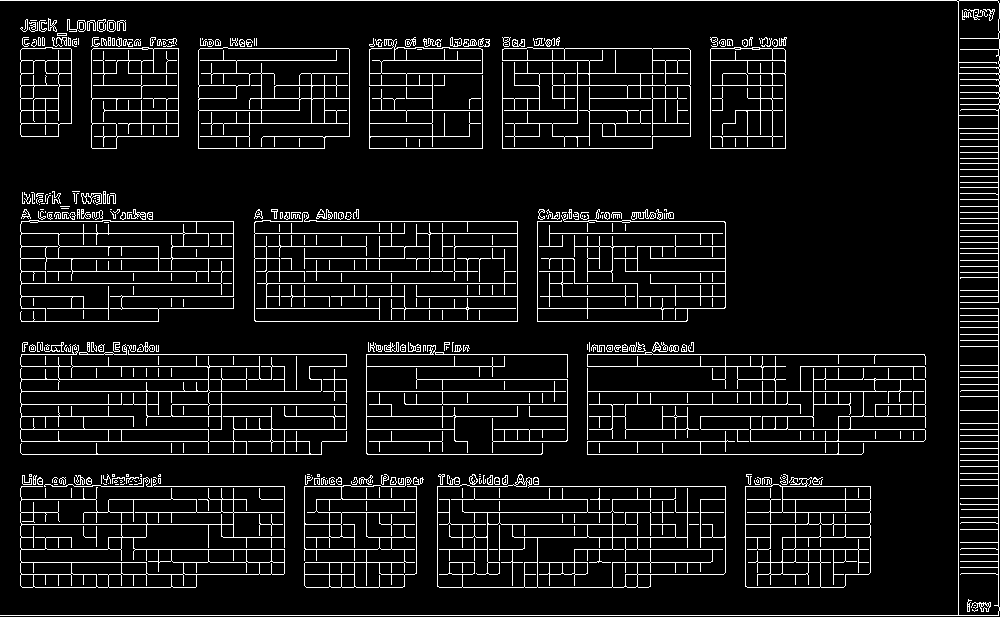 Jack_London
Call_Wild Children_Frost Iron_Heel Jerry_of_the_Islands Sea_Wolf Son_of_Wolf
Mark_Twain
A_Conneticut_Yankee A_Tramp_Abroad Chapters_from_autobio
Following_the_Equator Huckleberry_Finn Innocents_Abroad
Life_on_the_Mississippi Prince_and_Pauper The_Gilded_Age Tom_Sawyer
many
few